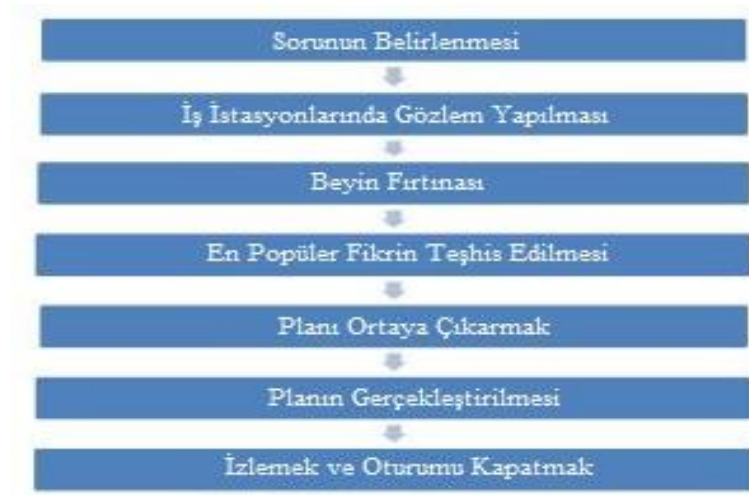 Sorunun Belirlenmesi
İş İstasyonlarında Gözlem Yapılması
Beyin Fırtınası
En Popüler Fikrin Teşhis Edilmesi
Planı Ortaya Çıkarmak
Planın Gerçekleştirilmesi
İzlemek ve Oturumu Kapatmak